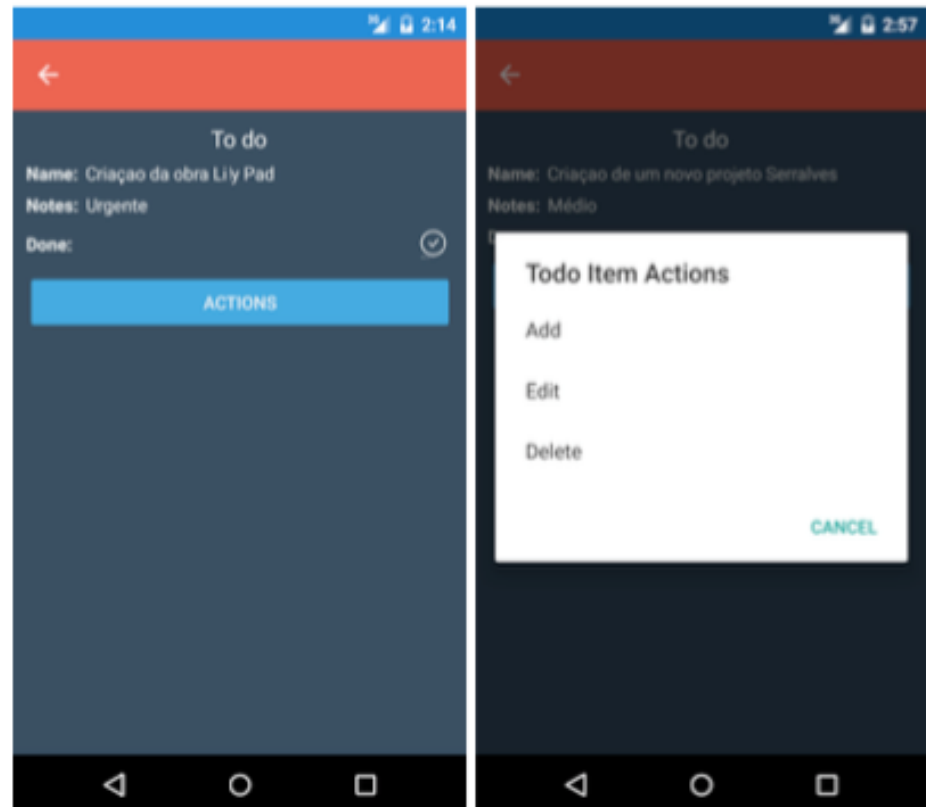 2:14
To do
Name: Criaçao da obra Lily Pad
Notes: Urgente
Done:
ACTIONS
2:57
To do
Name: Criaçao de um novo projeto Serralves
Notes: Médio
D
Todo Item Actions
Add
Edit
Delete
CANCEL